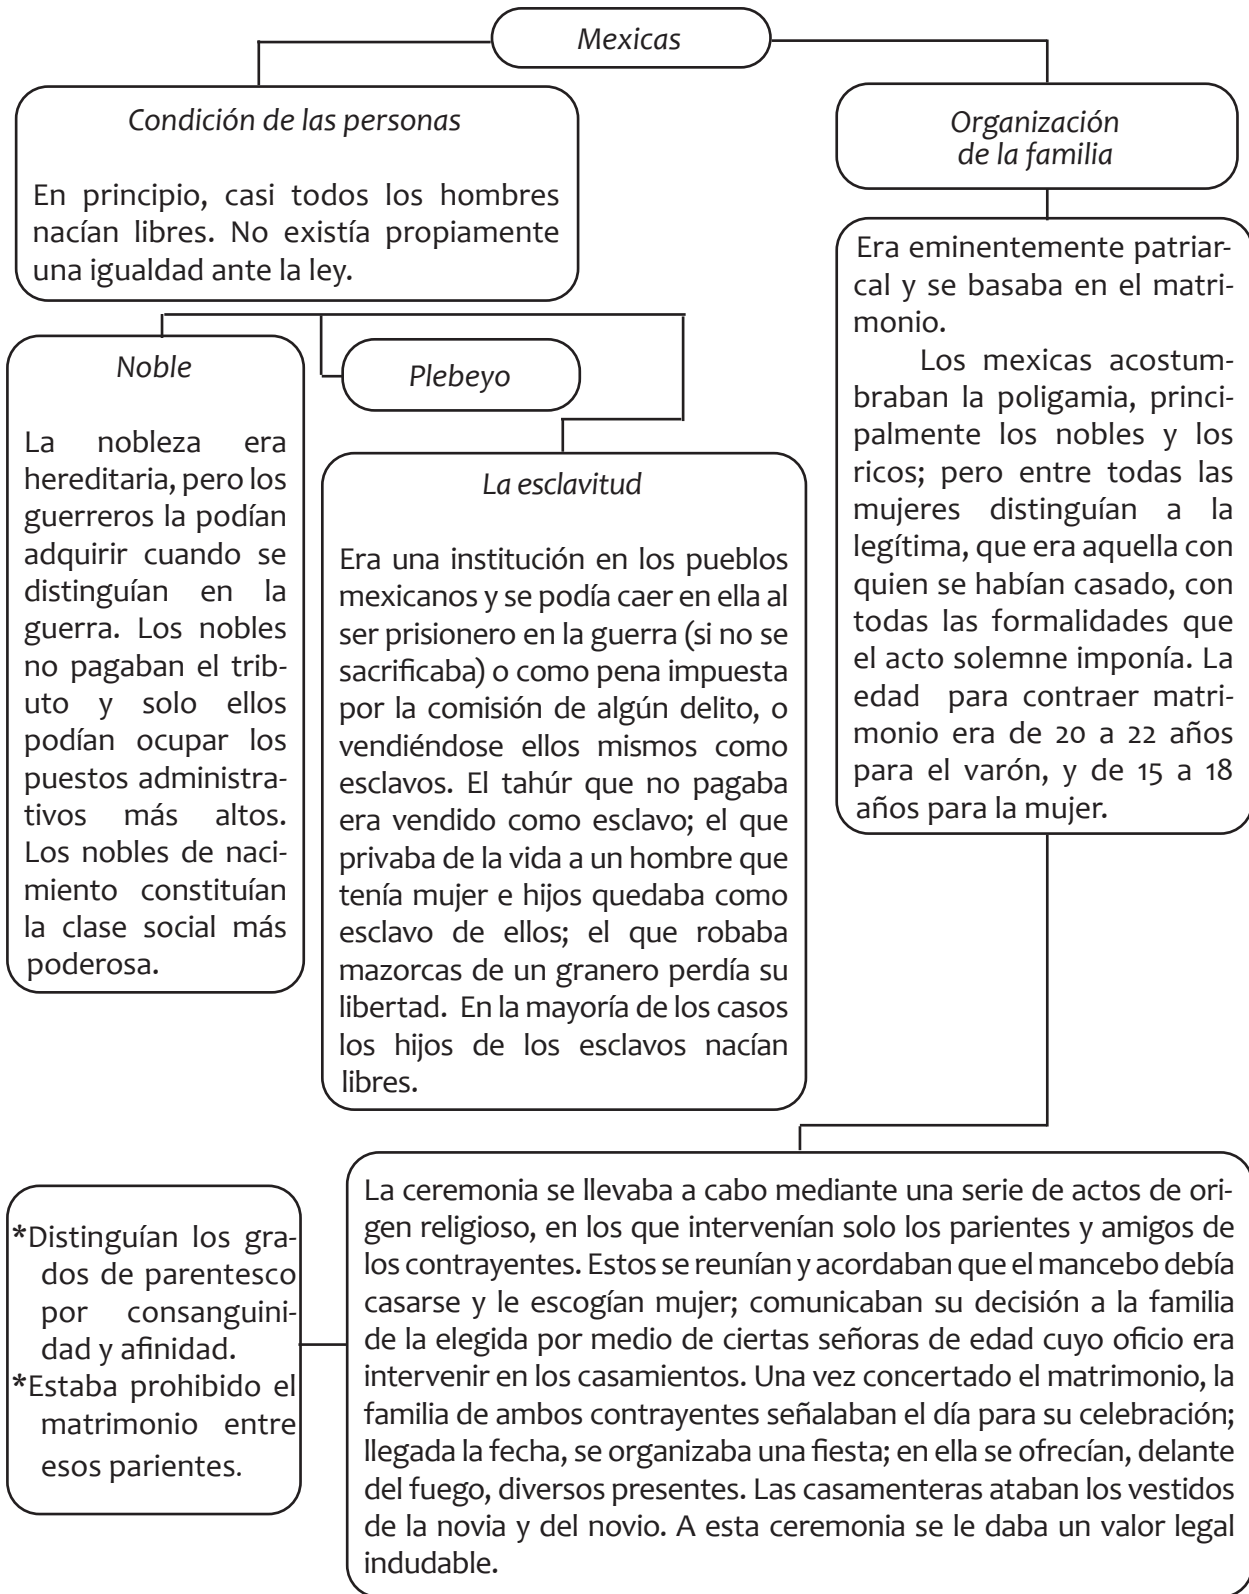 Mexicas
Condición de las personas
En principio, casi todos los hombres
nacían libres. No existía propiamente
una igualdad ante la ley.
Noble
La nobleza era
hereditaria, pero los
guerreros la podían
adquirir cuando se
distinguían en la
guerra. Los nobles
no pagaban el trib-
uto y solo ellos
podían ocupar los
puestos administra-
tivos más altos.
Los nobles de naci-
miento constituían
la clase social más
poderosa.
Plebeyo
La esclavitud
Era una institución en los pueblos
mexicanos y se podía caer en ella al
ser prisionero en la guerra (si no se
sacrificaba) o como pena impuesta
por la comisión de algún delito, o
vendiéndose ellos mismos como
esclavos. El tahúr que no pagaba
era vendido como esclavo; el que
privaba de la vida a un hombre que
tenía mujer e hijos quedaba como
esclavo de ellos; el que robaba
mazorcas de un granero perdía su
libertad. En la mayoría de los casos
los hijos de los esclavos nacían
libres.
Organización
de la familia
Era eminentemente patriar-
cal y se basaba en el matri-
monio.
Los mexicas acostum-
braban la poligamia, princi-
palmente los nobles y los
ricos; pero entre todas las
mujeres distinguían a la
legítima, que era aquella con
quien se habían casado, con
todas las formalidades que
el acto solemne imponía. La
edad para contraer matri-
monio era de 20 a 22 años
para el varón, y de 15 a 18
años para la mujer.
La ceremonia se llevaba a cabo mediante una serie de actos de ori-
gen religioso, en los que intervenían solo los parientes y amigos de
los contrayentes. Estos se reunían y acordaban que el mancebo debía
casarse y le escogían mujer; comunicaban su decisión a la familia
de la elegida por medio de ciertas señoras de edad cuyo oficio era
intervenir en los casamientos. Una vez concertado el matrimonio, la
familia de ambos contrayentes señalaban el día para su celebración;
llegada la fecha, se organizaba una fiesta; en ella se ofrecían, delante
del fuego, diversos presentes. Las casamenteras ataban los vestidos
de la novia y del novio. A esta ceremonia se le daba un valor legal
indudable.
*Distinguían los gra-
dos de parentesco
por consanguini-
dad y afinidad.
*Estaba prohibido el
matrimonio entre
esos parientes.